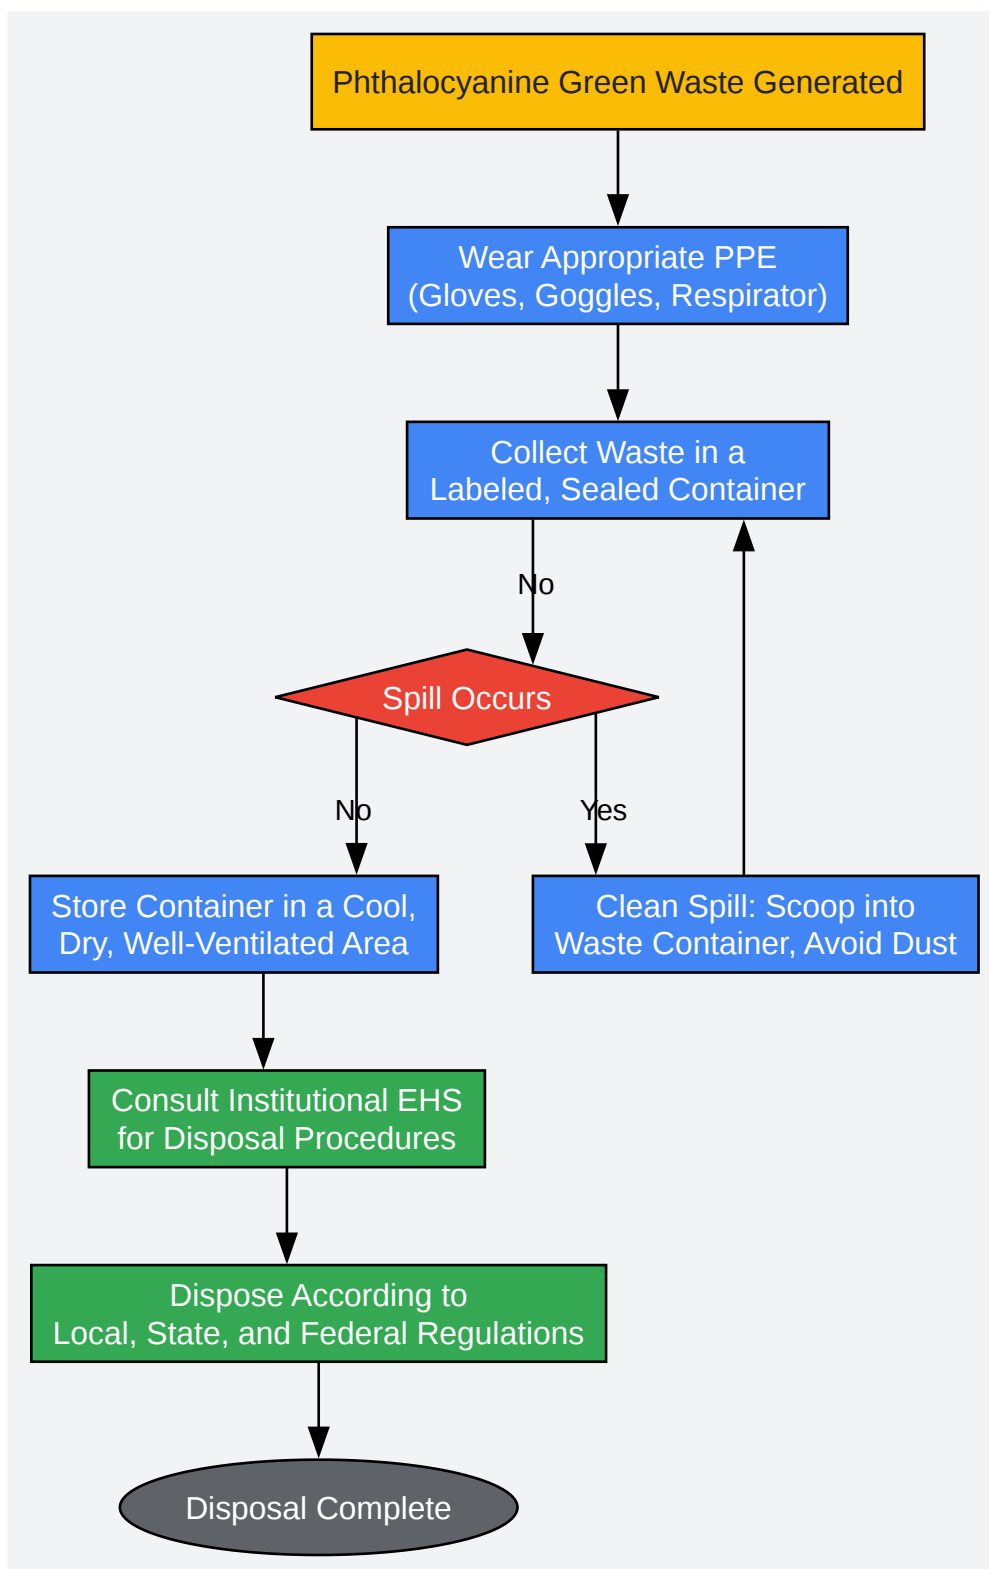 Phthalocyanine Green Waste Generated
Wear Appropriate PPE
(Gloves, Goggles, Respirator)
Collect Waste in a
Labeled, Sealed Container
No
Spill Occurs
No
Yes
Store Container in a Cool,
Dry, Well-Ventilated Area
Clean Spill: Scoop into
Waste Container, Avoid Dust
Consult Institutional EHS
for Disposal Procedures
Dispose According to
Local, State, and Federal Regulations
Disposal Complete